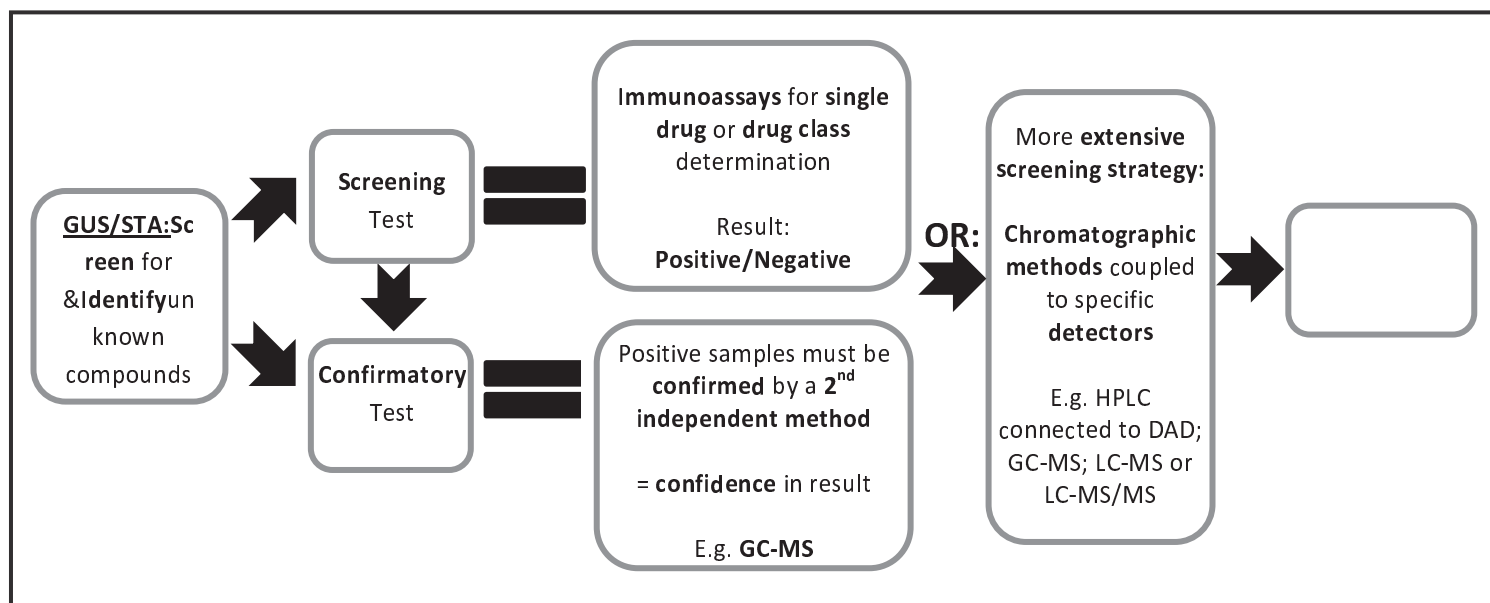 GUS/STA:Sc
reen for
&Identifyun
known
compounds
Screening
Test
Confirmatory
Test
Immunoassays for single
drug or drug class
determination
Result:
Positive/Negative
Positive samples must be
confirmed by a 2nd
independent method
= confidence in result
E.g. GC-MS
OR:
More extensive
screening strategy:
Chromatographic
methods coupled
to specific
detectors
E.g. HPLC
connected to DAD;
GC-MS; LC-MS or
LC-MS/MS